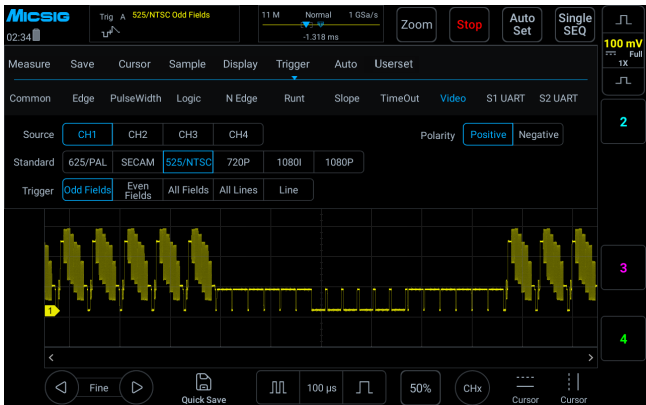 Micsig
Trig A 525/NTSC Odd Fields
11 M Normal 1 GSa/s
-1.318 ms
Zoom
Stop
Auto Set
Single SEQ
02:34
100 mV
Full
1X
Measure Save Cursor Sample Display Trigger Auto Userset
Common Edge PulseWidth Logic N Edge Runt Slope TimeOut Video S1 UART S2 UART
2
Source CH1 CH2 CH3 CH4 Polarity Positive Negative
Standard 625/PAL SECAM 525/NTSC 720P 1080I 1080P
Trigger Odd Fields Even Fields All Fields All Lines Line
3
1
4
< >
Fine
Quick Save
100 µs
50%
CHx
Cursor
Cursor